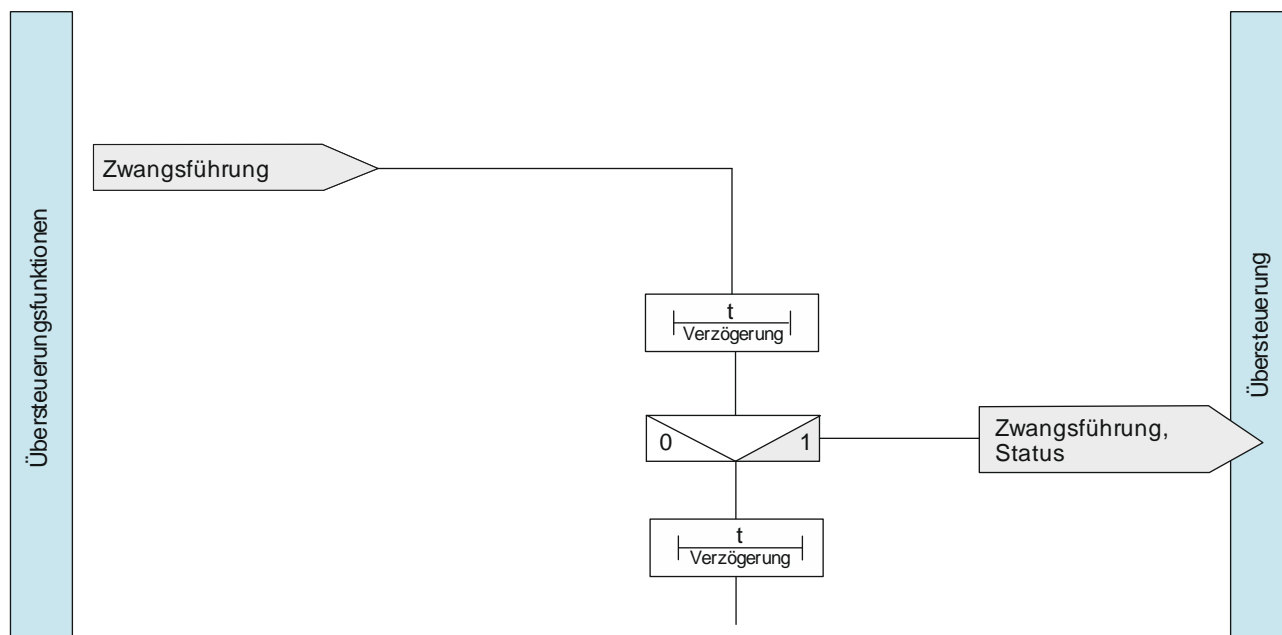 Übersteuerungsfunktionen
Zwangsführung
t
Verzögerung
0
1
Zwangsführung,
Status
t
Verzögerung
Übersteuerung